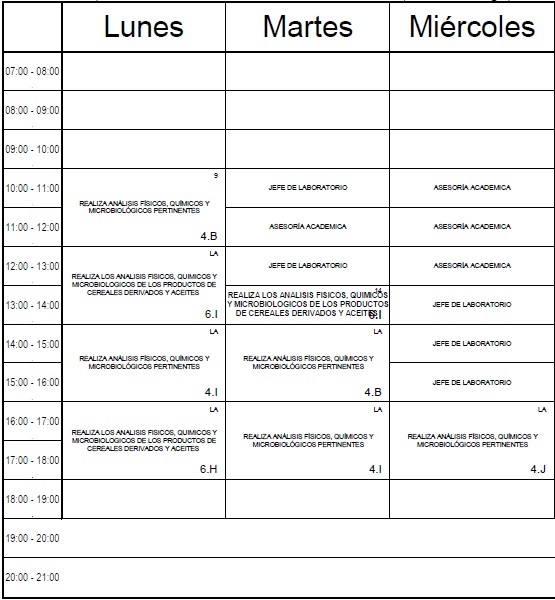 Lunes Martes Miércoles
07:00 - 08:00
08:00 - 09:00
09:00 - 10:00
10:00 - 11:00
9
REALIZA ANÁLISIS FÍSICOS, QUÍMICOS Y
MICROBIOLÓGICOS PERTINENTES
4.B
JEFE DE LABORATORIO
ASESORÍA ACADEMICA
11:00 - 12:00
ASESORÍA ACADEMICA
ASESORÍA ACADEMICA
12:00 - 13:00
LA
REALIZA LOS ANALISIS FISICOS, QUIMICOS Y
MICROBIOLOGICOS DE LOS PRODUCTOS DE
CEREALES DERIVADOS Y ACEITES
6.I
JEFE DE LABORATORIO
ASESORÍA ACADEMICA
13:00 - 14:00
14
REALIZA LOS ANALISIS FISICOS, QUIMICOS
Y MICROBIOLOGICOS DE LOS PRODUCTOS
DE CEREALES DERIVADOS Y ACEITES
6.I
JEFE DE LABORATORIO
14:00 - 15:00
LA
REALIZA ANÁLISIS FÍSICOS, QUÍMICOS Y
MICROBIOLÓGICOS PERTINENTES
4.I
LA
REALIZA ANÁLISIS FÍSICOS, QUÍMICOS Y
MICROBIOLÓGICOS PERTINENTES
4.B
JEFE DE LABORATORIO
15:00 - 16:00
JEFE DE LABORATORIO
16:00 - 17:00
LA
REALIZA LOS ANALISIS FISICOS, QUIMICOS Y
MICROBIOLOGICOS DE LOS PRODUCTOS DE
CEREALES DERIVADOS Y ACEITES
6.H
LA
REALIZA ANÁLISIS FÍSICOS, QUÍMICOS Y
MICROBIOLÓGICOS PERTINENTES
4.I
LA
REALIZA ANÁLISIS FÍSICOS, QUÍMICOS Y
MICROBIOLÓGICOS PERTINENTES
4.J
17:00 - 18:00
18:00 - 19:00
19:00 - 20:00
20:00 - 21:00